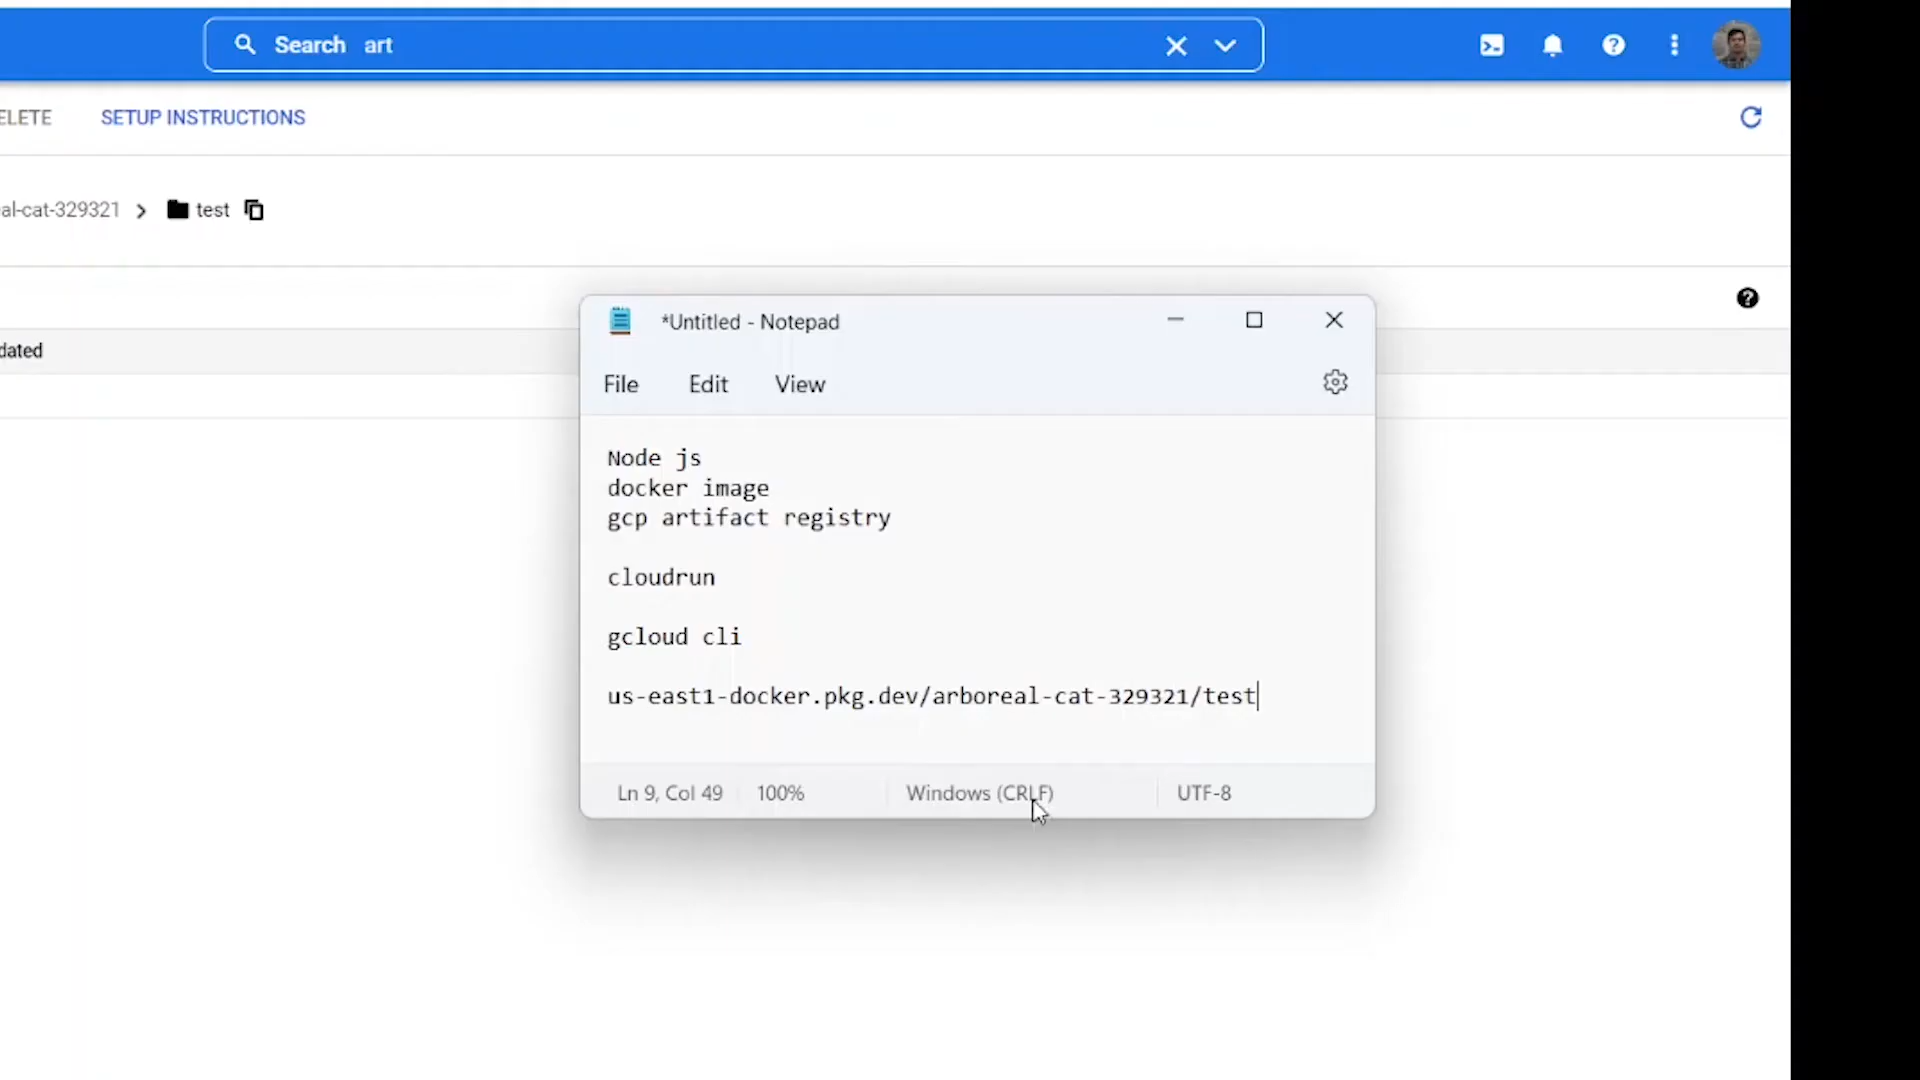 Search art
ELETE SETUP INSTRUCTIONS
al-cat-329321 test
dated
*Untitled - Notepad
File Edit View
Node js
docker image
gcp artifact registry
cloudrun
gcloud cli
us-east1-docker.pkg.dev/arboreal-cat-329321/test
Ln 9, Col 49 100% Windows (CRLF) UTF-8